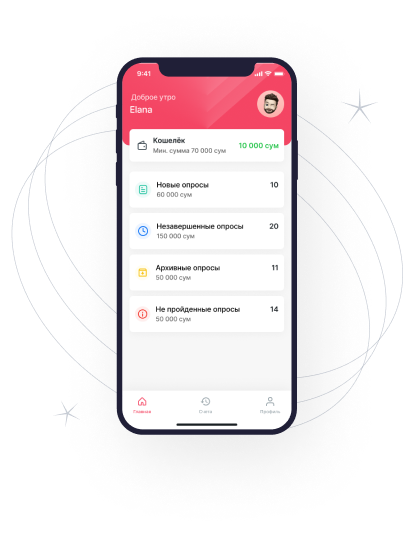 9:41
Доброе утро
Elana
Кошелёк
Мин. сумма 70 000 сум
10 000 сум
Новые опросы
10
60 000 сум
Незавершенные опросы
20
150 000 сум
Архивные опросы
11
50 000 сум
Не пройденные опросы
14
50 000 сум
Главная
Счета
Профиль